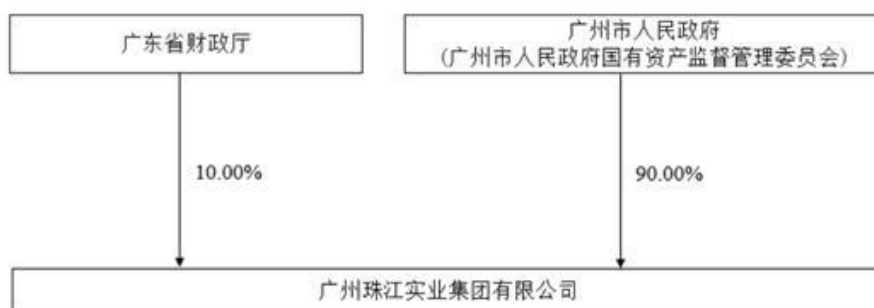 广东省财政厅
广州市人民政府
(广州市人民政府国有资产监督管理委员会)
10.00%
90.00%
广州珠江实业集团有限公司